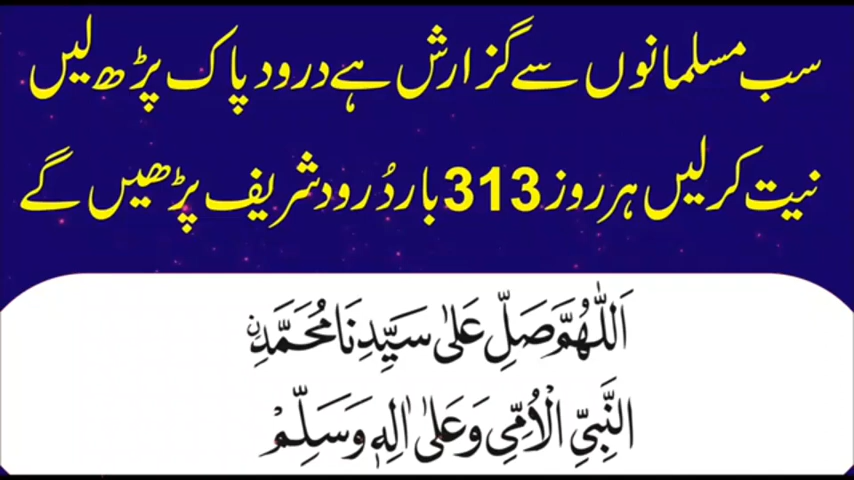 سب مسلمانوں سے گزارش ہے درود پاک پڑھ لیں
نیت کرلیں ہر روز 313 بار دُرود شریف پڑھیں گے
اَللّٰهُمَّ صَلِّ عَلٰى سَيِّدِنَا مُحَمَّدِنِ
النَّبِيِّ الْاُمِّيِّ وَعَلٰى اٰلِهٖ وَسَلِّمْ